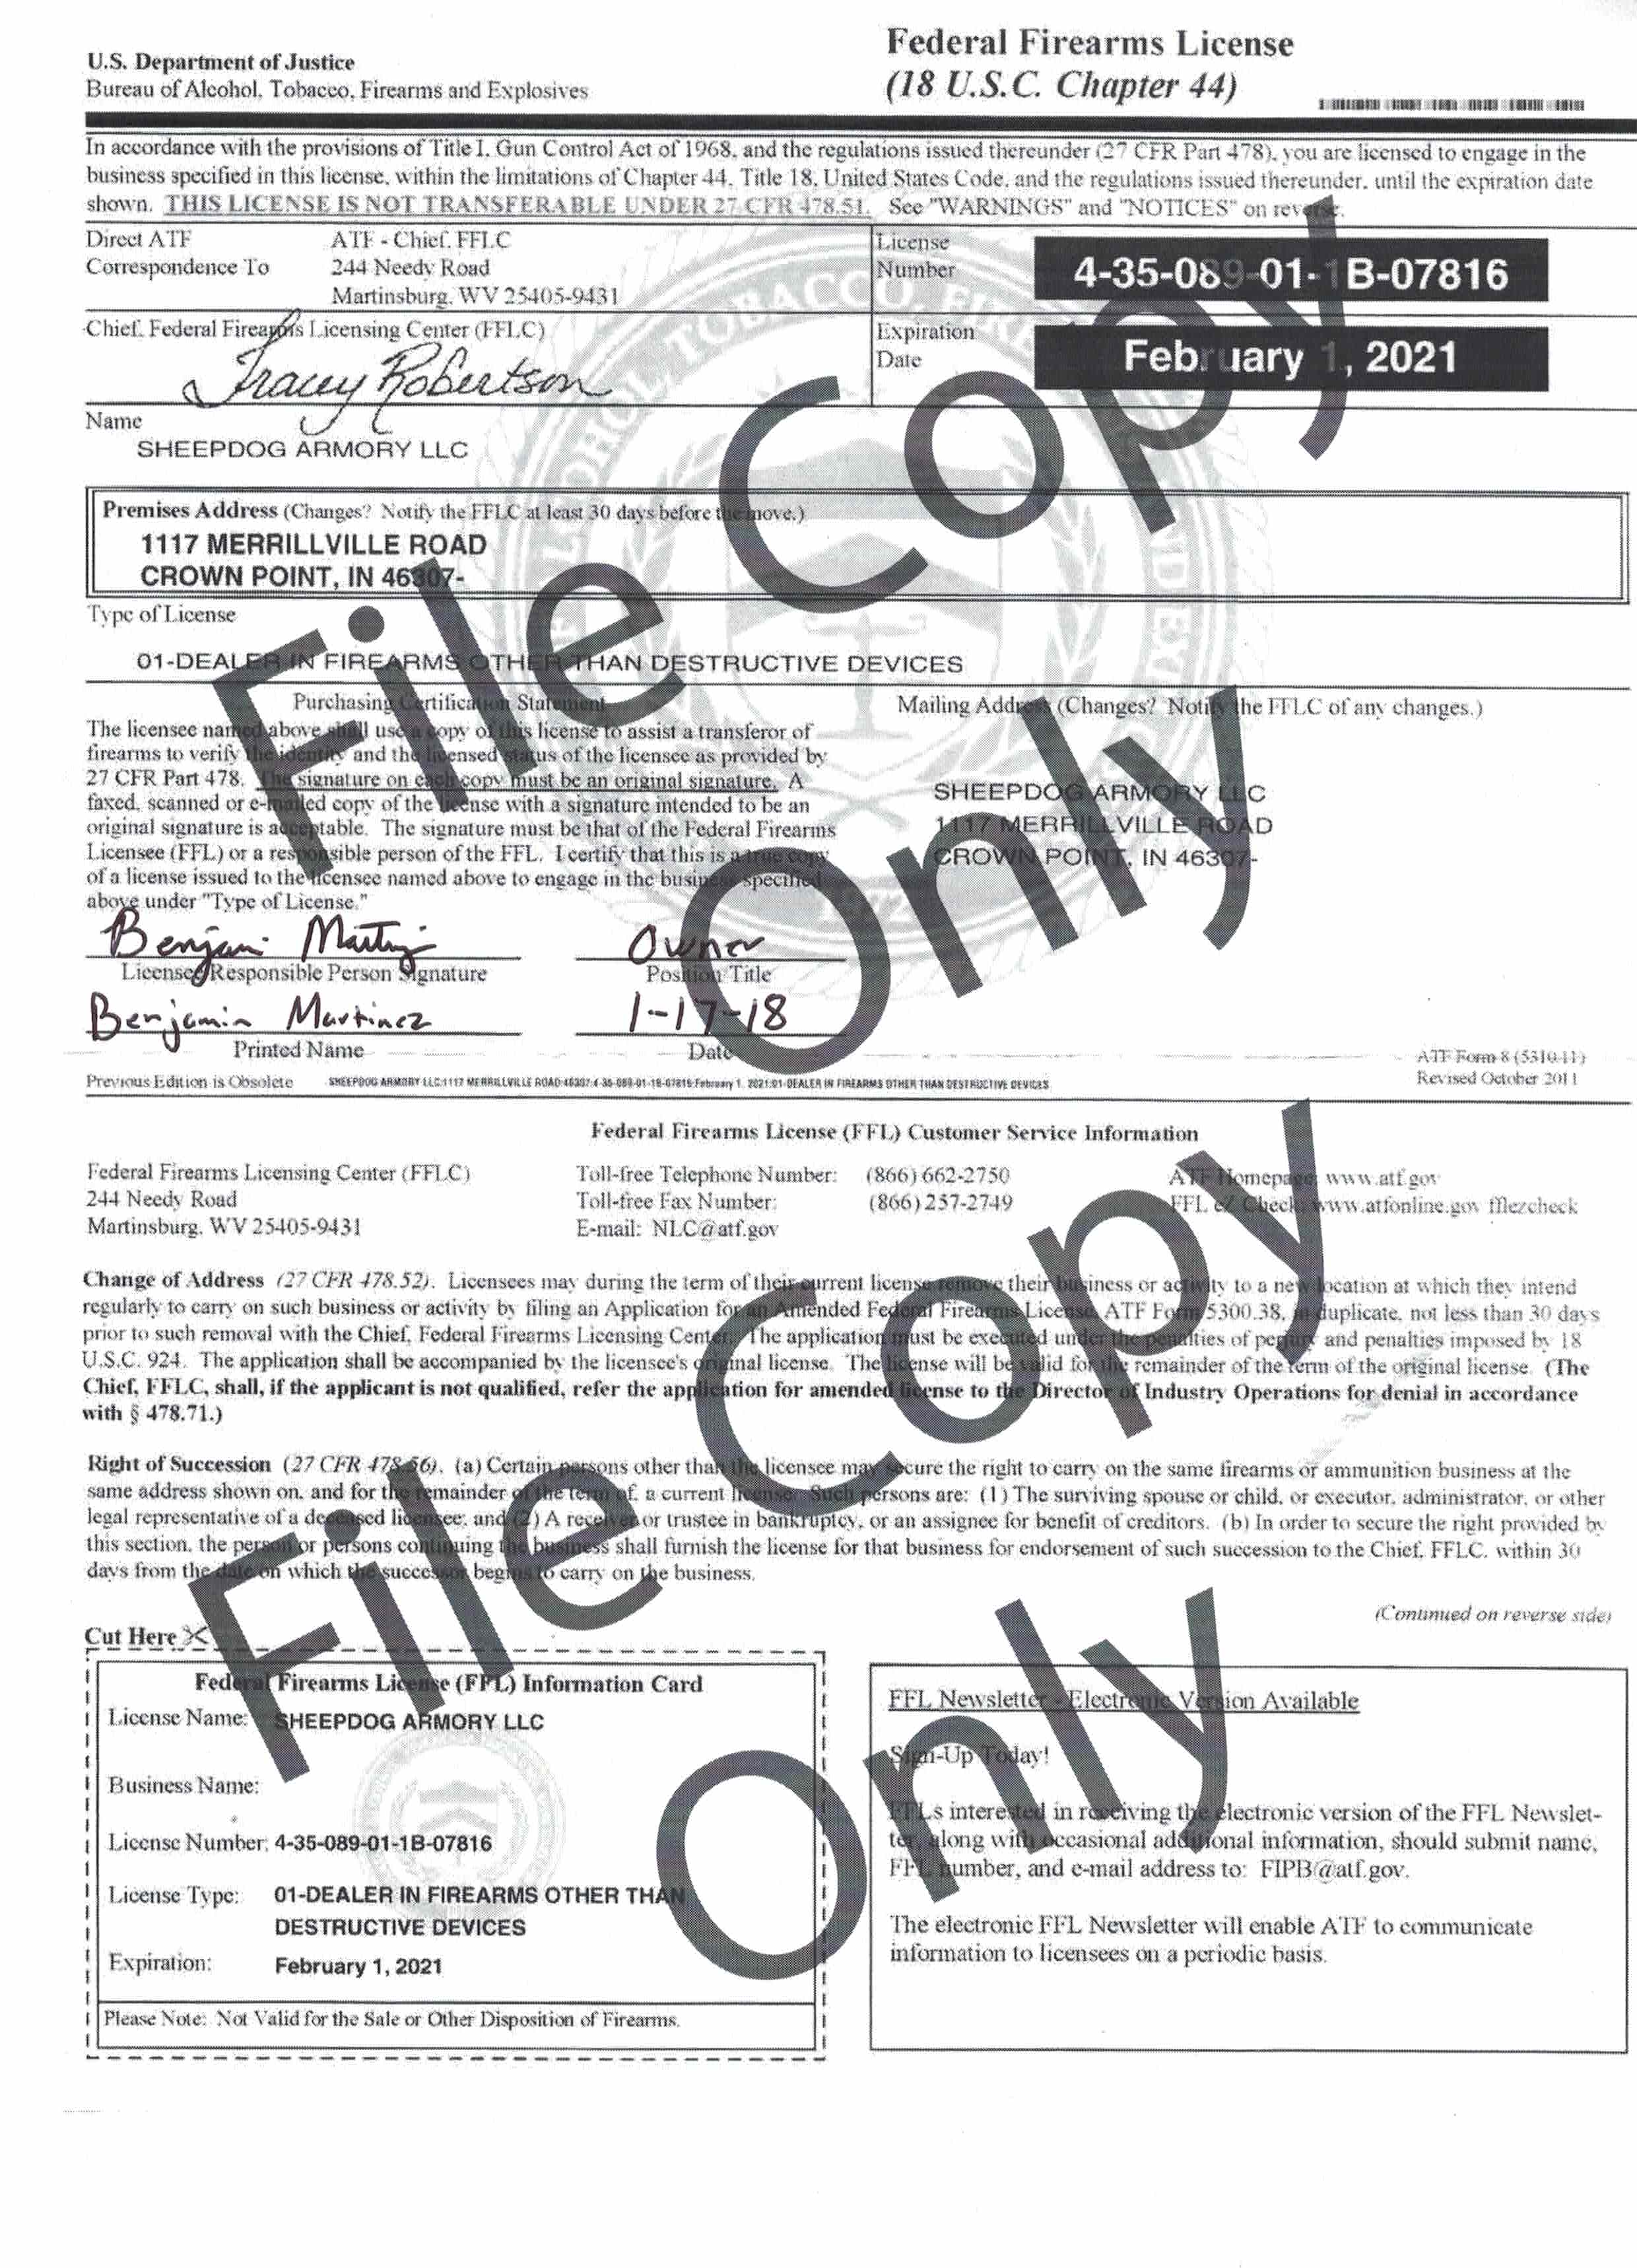 Federal Firearms License
(18 U.S.C. Chapter 44)
U.S. Department of Justice
Bureau of Alcohol, Tobacco, Firearms and Explosives
In accordance with the provisions of Title I, Gun Control Act of 1968, and the regulations issued thereunder (27 CFR Part 478), you are licensed to engage in the
business specified in this license, within the limitations of Chapter 44, Title 18, United States Code, and the regulations issued thereunder, until the expiration date
shown. THIS LICENSE IS NOT TRANSFERABLE UNDER 27 CFR 478.51. See "WARNINGS" and "NOTICES" on reverse.
Direct ATF
Correspondence To
ATF - Chief, FFLC
244 Needy Road
Martinsburg, WV 25405-9431
License
Number
4-35-089-01-1B-07816
Chief, Federal Firearms Licensing Center (FFLC)
Tracey Robertson
Expiration
Date
February 1, 2021
Name
SHEEPDOG ARMORY LLC
Premises Address (Changes? Notify the FFLC at least 30 days before the move.)
1117 MERRILLVILLE ROAD
CROWN POINT, IN 46307-
Type of License
01-DEALER IN FIREARMS OTHER THAN DESTRUCTIVE DEVICES
Purchasing Certification Statement
The licensee named above shall use a copy of this license to assist a transferor of
firearms to verify the identity and the licensed status of the licensee as provided by
27 CFR Part 478. The signature on each copy must be an original signature. A
faxed, scanned or e-mailed copy of the license with a signature intended to be an
original signature is acceptable. The signature must be that of the Federal Firearms
Licensee (FFL) or a responsible person of the FFL. I certify that this is a true copy
of a license issued to the licensee named above to engage in the business specified
above under "Type of License."
Mailing Address (Changes? Notify the FFLC of any changes.)
SHEEPDOG ARMORY LLC
1117 MERRILLVILLE ROAD
CROWN POINT, IN 46307-
Owner
Licensee/Responsible Person Signature
Position Title
Benjamin Martinez
1-17-18
Printed Name
Date
ATF Form 8 (5310.11)
Revised October 2011
Previous Edition is Obsolete
SHEEPDOG ARMORY LLC:1117 MERRILLVILLE ROAD:46307:4-35-089-01-1B-07816:February 1, 2021:01-DEALER IN FIREARMS OTHER THAN DESTRUCTIVE DEVICES
File Copy
Only
Federal Firearms License (FFL) Customer Service Information
Federal Firearms Licensing Center (FFLC)
244 Needy Road
Martinsburg, WV 25405-9431
Toll-free Telephone Number: (866) 662-2750
Toll-free Fax Number: (866) 257-2749
E-mail: NLC@atf.gov
ATF Homepage: www.atf.gov
FFL eZ Check: www.atfonline.gov/fflezcheck
Change of Address (27 CFR 478.52). Licensees may during the term of their current license remove their business or activity to a new location at which they intend
regularly to carry on such business or activity by filing an Application for an Amended Federal Firearms License, ATF Form 5300.38, in duplicate, not less than 30 days
prior to such removal with the Chief, Federal Firearms Licensing Center. The application must be executed under the penalties of perjury and penalties imposed by 18
U.S.C. 924. The application shall be accompanied by the licensee's original license. The license will be valid for the remainder of the term of the original license. (The
Chief, FFLC, shall, if the applicant is not qualified, refer the application for amended license to the Director of Industry Operations for denial in accordance
with § 478.71.)
Right of Succession (27 CFR 478.56). (a) Certain persons other than the licensee may secure the right to carry on the same firearms or ammunition business at the
same address shown on, and for the remainder of the term of, a current license. Such persons are: (1) The surviving spouse or child, or executor, administrator, or other
legal representative of a deceased licensee; and (2) A receiver or trustee in bankruptcy, or an assignee for benefit of creditors. (b) In order to secure the right provided by
this section, the person or persons continuing the business shall furnish the license for that business for endorsement of such succession to the Chief, FFLC, within 30
days from the date on which the successor begins to carry on the business.
(Continued on reverse side)
Cut Here
Federal Firearms License (FFL) Information Card
License Name: SHEEPDOG ARMORY LLC
Business Name:
License Number: 4-35-089-01-1B-07816
License Type: 01-DEALER IN FIREARMS OTHER THAN
DESTRUCTIVE DEVICES
Expiration: February 1, 2021
Please Note: Not Valid for the Sale or Other Disposition of Firearms.
FFL Newsletter - Electronic Version Available
Sign-Up Today!
FFLs interested in receiving the electronic version of the FFL Newslet-
ter, along with occasional additional information, should submit name,
FFL number, and e-mail address to: FIPB@atf.gov.
The electronic FFL Newsletter will enable ATF to communicate
information to licensees on a periodic basis.
File Copy
Only